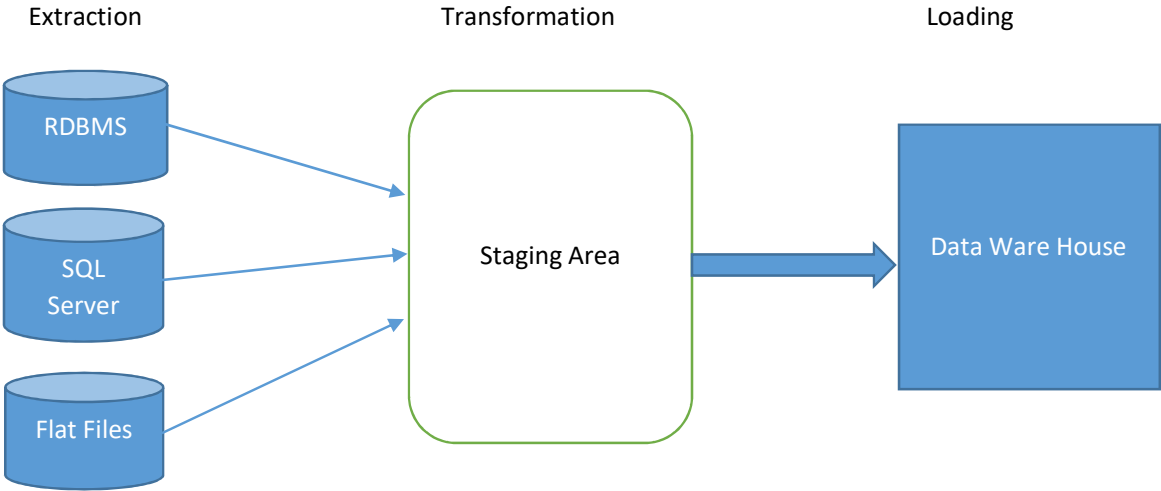 Extraction
Transformation
Loading
RDBMS
SQL
Server
Flat Files
Staging Area
Data Ware House